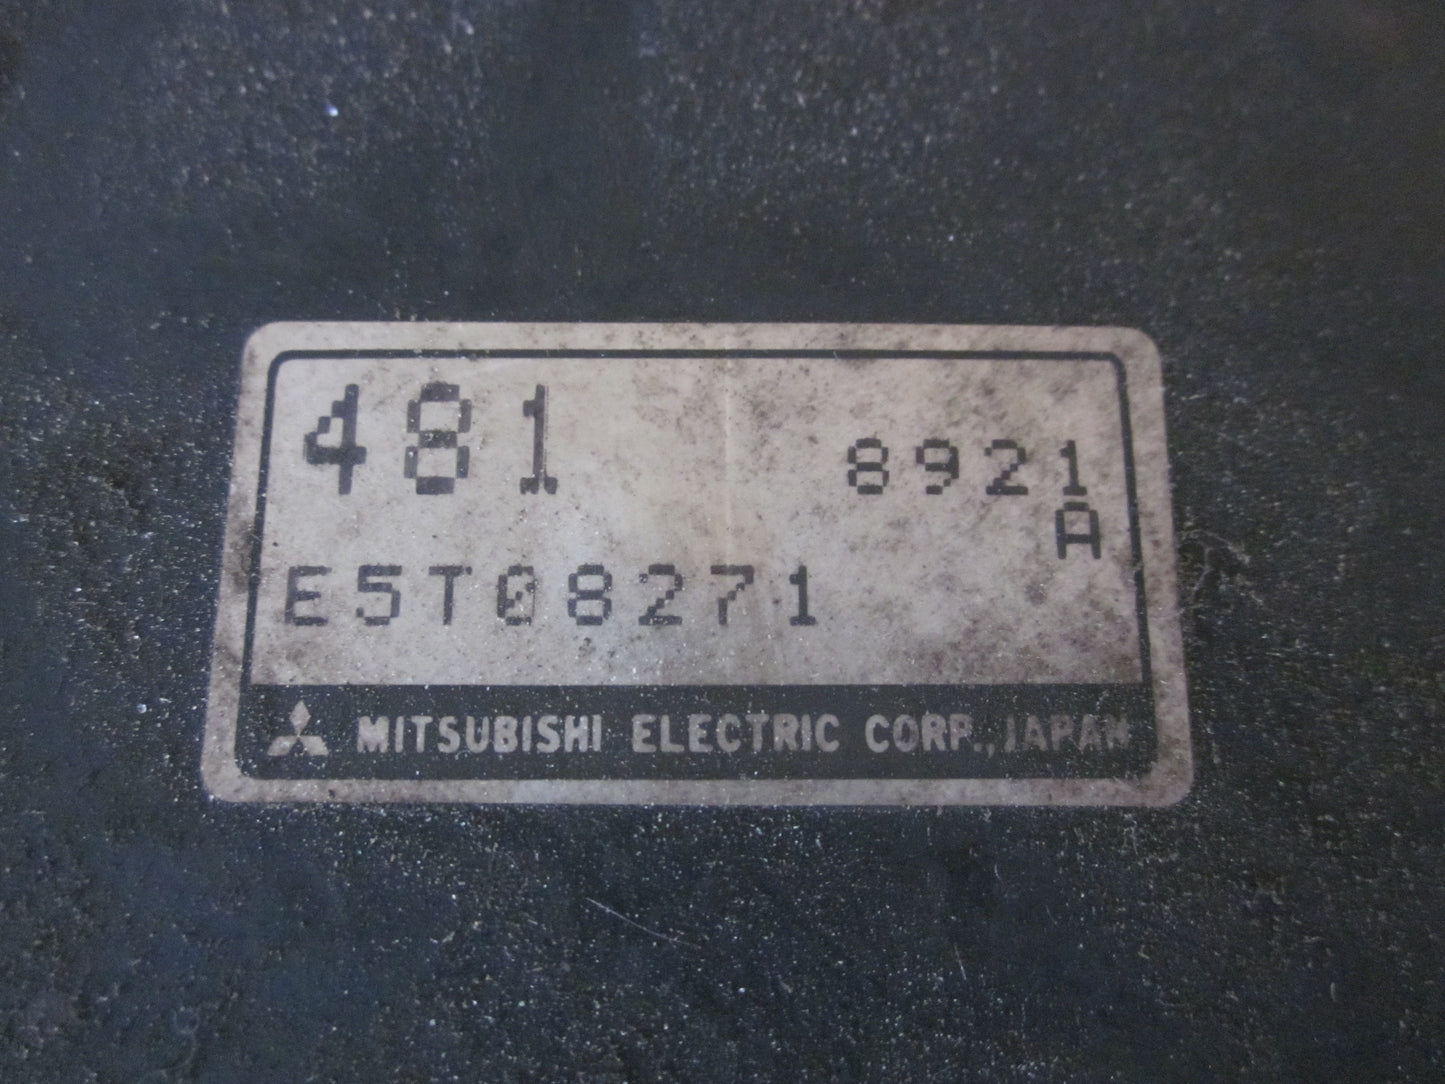 481 8921
A
E5T08271
MITSUBISHI ELECTRIC CORP., JAPAN